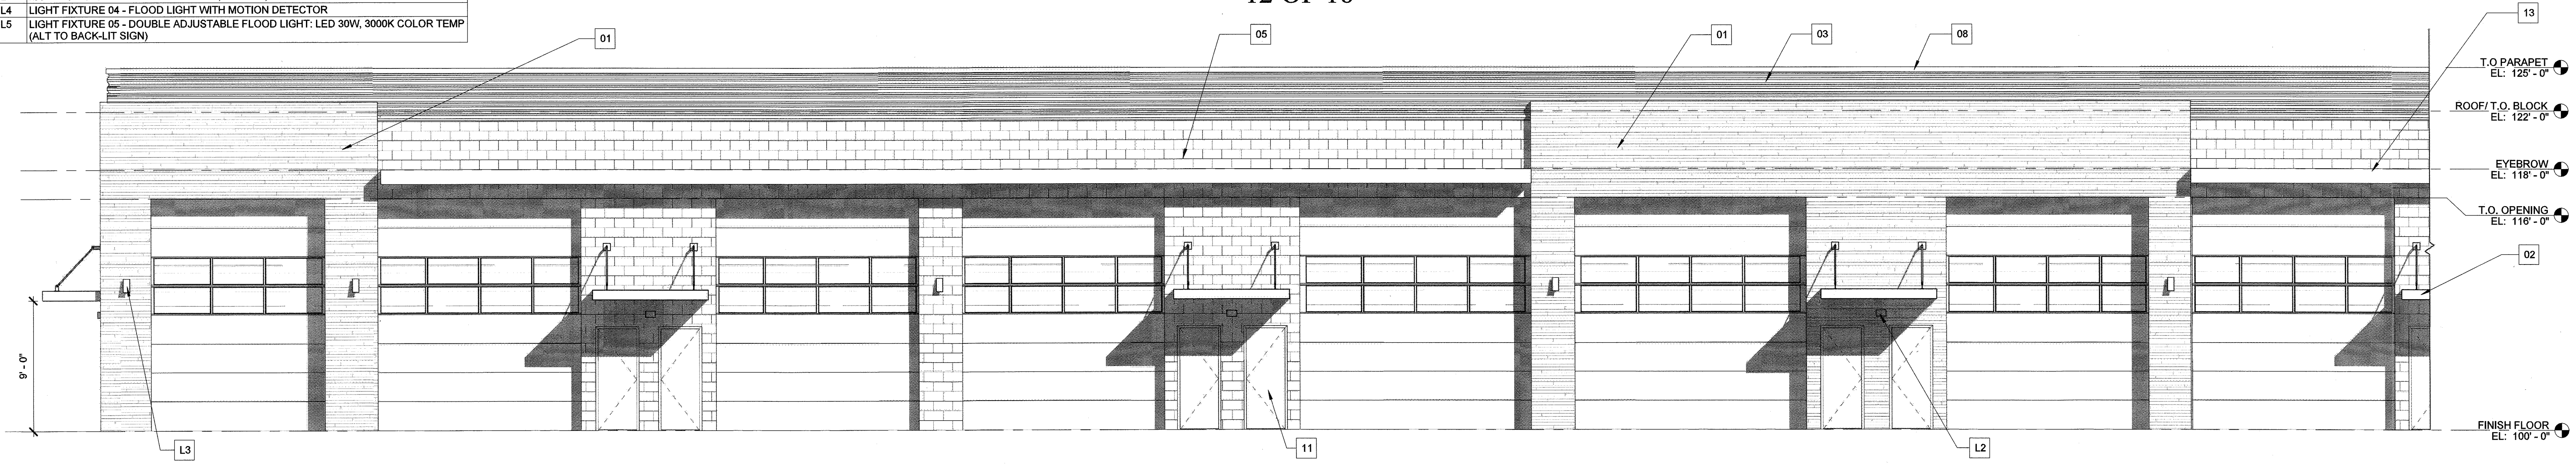 12 OF 16
L4 LIGHT FIXTURE 04 - FLOOD LIGHT WITH MOTION DETECTOR
L5 LIGHT FIXTURE 05 - DOUBLE ADJUSTABLE FLOOD LIGHT: LED 30W, 3000K COLOR TEMP
(ALT TO BACK-LIT SIGN)
01
05
01
03
08
13
T.O PARAPET
EL: 125' - 0"
ROOF/ T.O. BLOCK
EL: 122' - 0"
EYEBROW
EL: 118' - 0"
T.O. OPENING
EL: 116' - 0"
02
9' - 0"
FINISH FLOOR
EL: 100' - 0"
L3
11
L2